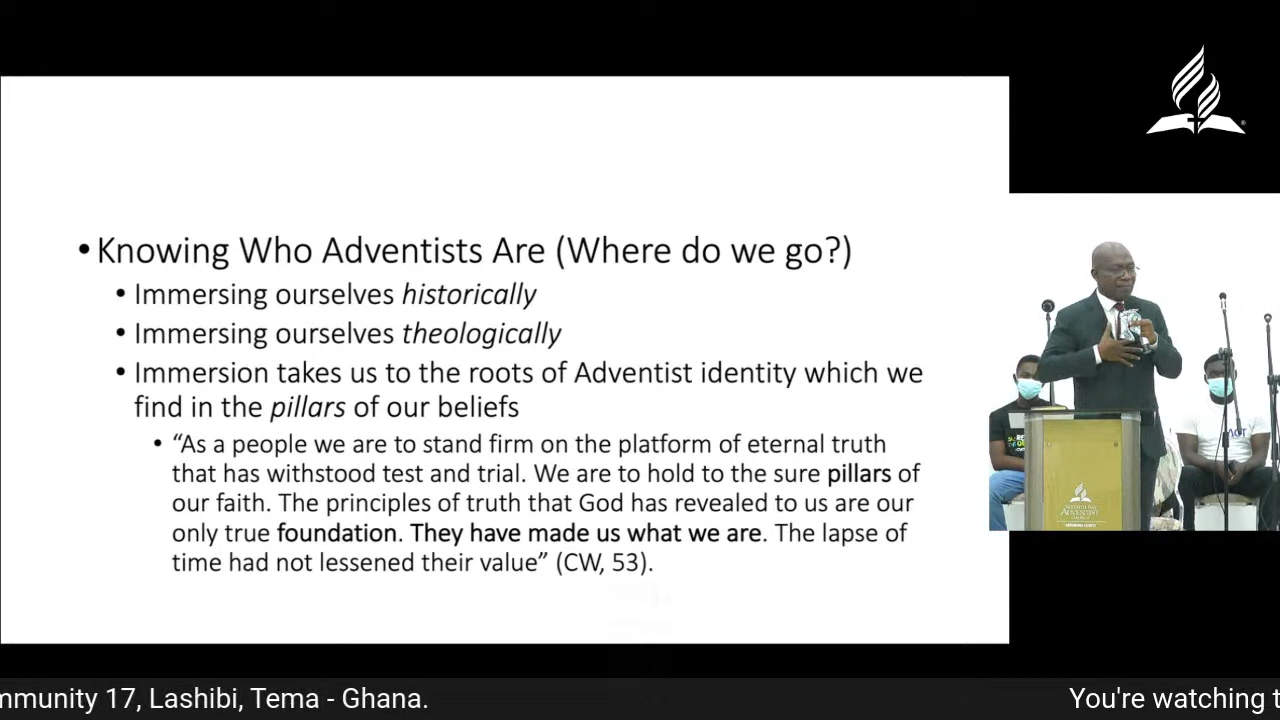 • Knowing Who Adventists Are (Where do we go?)
• Immersing ourselves historically
• Immersing ourselves theologically
• Immersion takes us to the roots of Adventist identity which we
find in the pillars of our beliefs
• “As a people we are to stand firm on the platform of eternal truth
that has withstood test and trial. We are to hold to the sure pillars of
our faith. The principles of truth that God has revealed to us are our
only true foundation. They have made us what we are. The lapse of
time had not lessened their value” (CW, 53).
ADVENTIST
mmunity 17, Lashibi, Tema - Ghana.
You're watching t